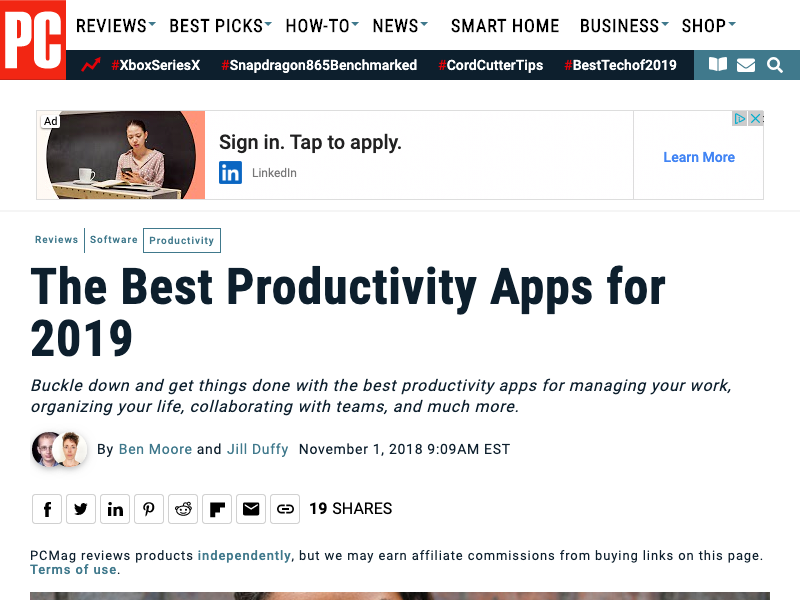 PC
REVIEWS BEST PICKS HOW-TO NEWS SMART HOME BUSINESS SHOP
#XboxSeriesX #Snapdragon865Benchmarked #CordCutterTips #BestTechof2019
Ad
Sign in. Tap to apply.
in LinkedIn
Learn More
Reviews Software Productivity
The Best Productivity Apps for
2019
Buckle down and get things done with the best productivity apps for managing your work,
organizing your life, collaborating with teams, and much more.
By Ben Moore and Jill Duffy November 1, 2018 9:09AM EST
19 SHARES
PCMag reviews products independently, but we may earn affiliate commissions from buying links on this page.
Terms of use.